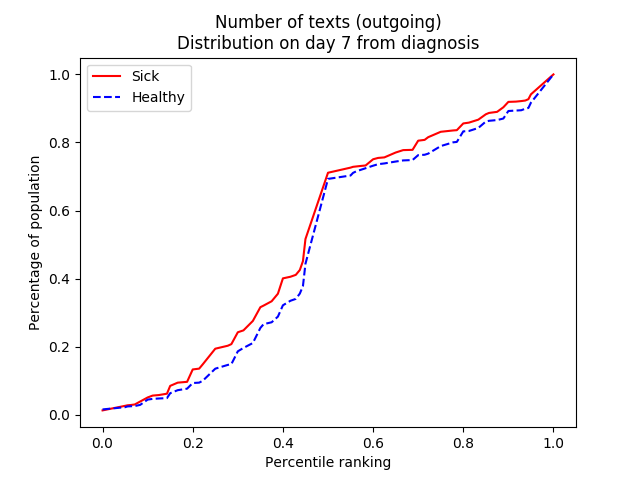 Number of texts (outgoing)
Distribution on day 7 from diagnosis
Sick
Healthy
Percentage of population
1.0
0.8
0.6
0.4
0.2
0.0
0.0 0.2 0.4 0.6 0.8 1.0
Percentile ranking